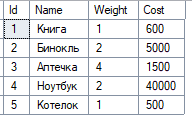 Id Name Weight Cost
1 Книга 1 600
2 Бинокль 2 5000
3 Аптечка 4 1500
4 Ноутбук 2 40000
5 Котелок 1 500